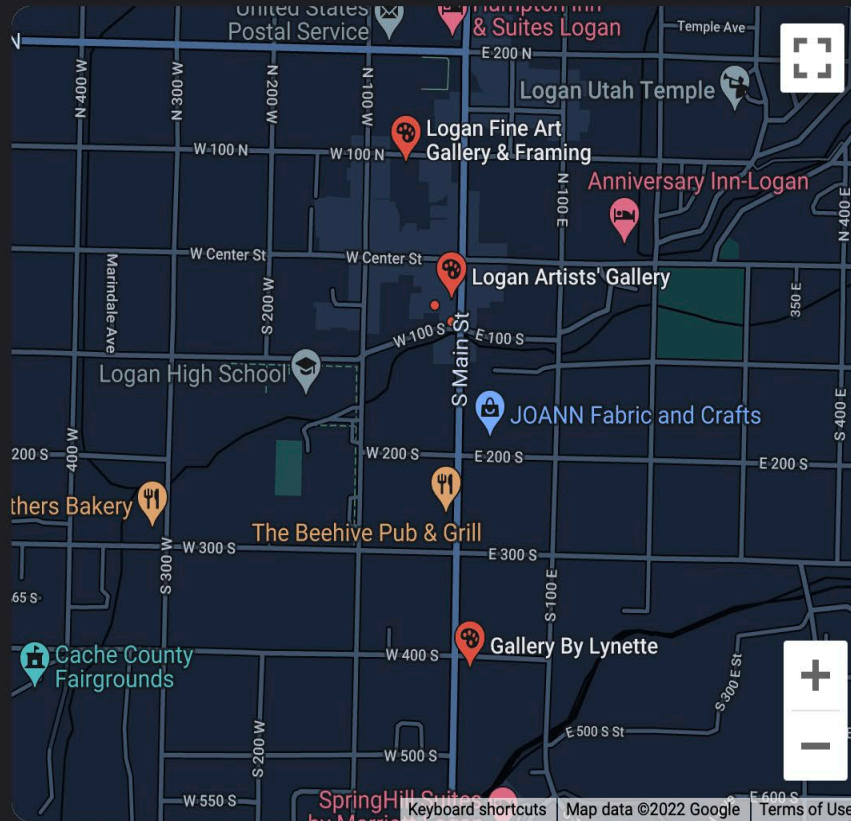 United States
Postal Service
Hampton Inn
& Suites Logan
Temple Ave
N
E 200 N
N 400 W
N 300 W
N 200 W
N 100 W
Logan Utah Temple
Logan Fine Art
Gallery & Framing
W 100 N
W 100 N
Anniversary Inn-Logan
N 100 E
N 400 E
W Center St
W Center St
Logan Artists' Gallery
Marindale Ave
S 200 W
350 E
W 100 S
E 100 S
S Main St
Logan High School
JOANN Fabric and Crafts
S 400 E
400 W
200 S
W 200 S
E 200 S
E 200 S
thers Bakery
The Beehive Pub & Grill
W 300 S
E 300 S
S 300 W
S 100 E
65 S
Gallery By Lynette
W 400 S
Cache County
Fairgrounds
S 300 E St
S 200 W
E 500 S St
W 500 S
W 550 S
SpringHill Suites
by Marriott
E 600 S
Keyboard shortcuts
Map data ©2022 Google
Terms of Use